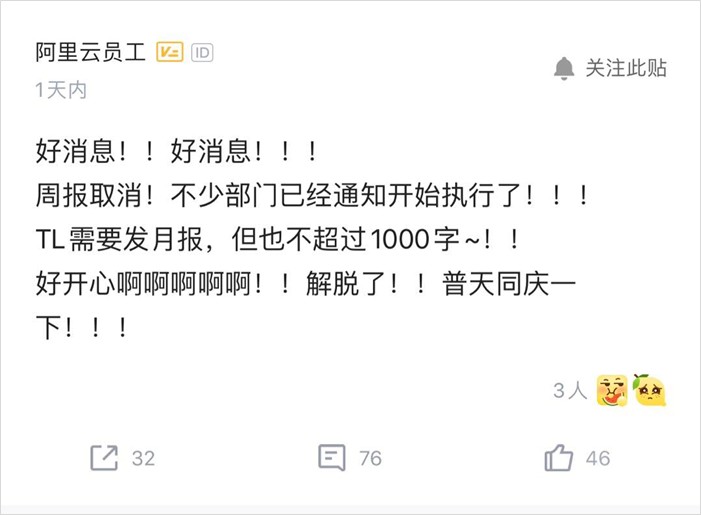 阿里云员工 V ID
1天内
关注此贴
好消息！！好消息！！！
周报取消！不少部门已经通知开始执行了！！！
TL需要发月报，但也不超过1000字~！！
好开心啊啊啊啊啊！！解脱了！！普天同庆一
下！！！
3人
32
76
46